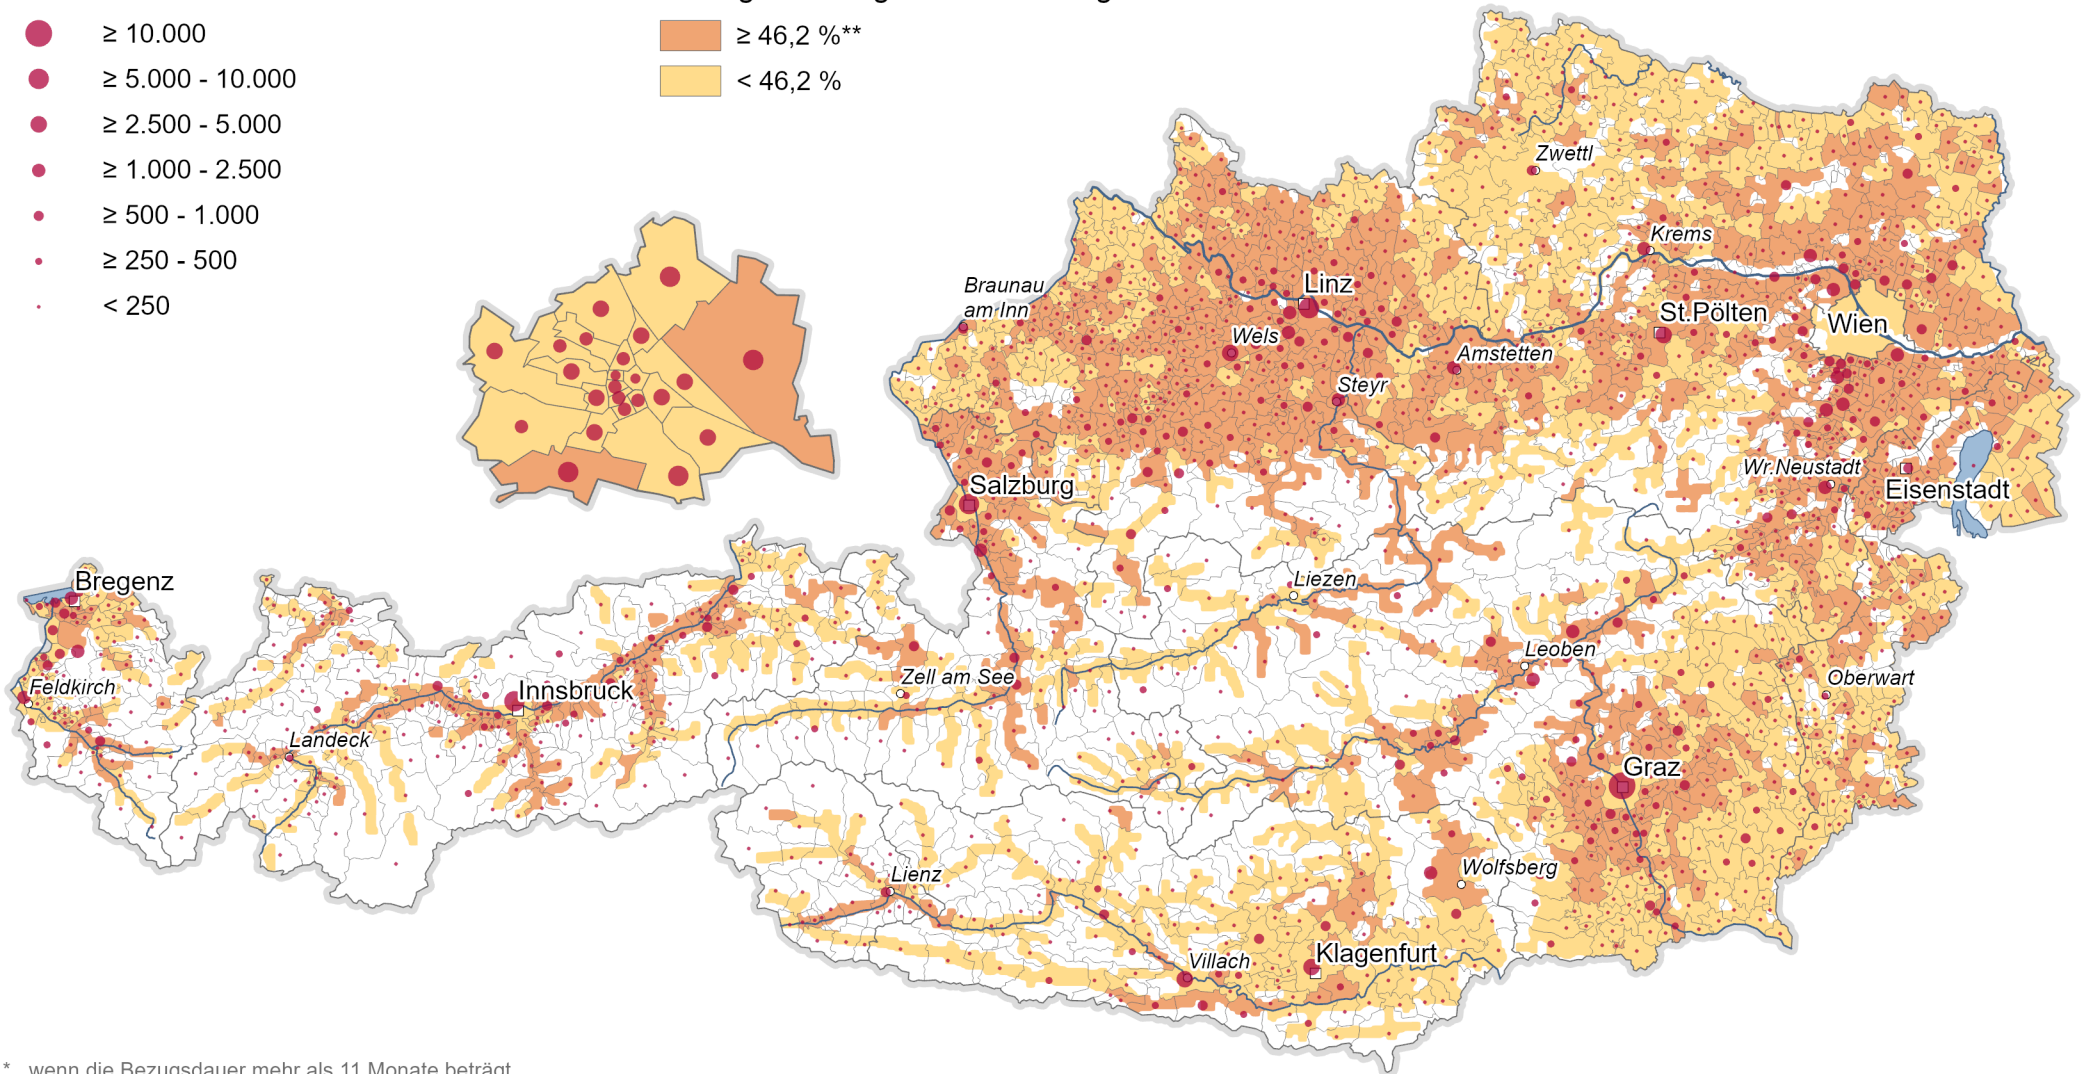 ≥ 10.000
≥ 5.000 - 10.000
≥ 2.500 - 5.000
≥ 1.000 - 2.500
≥ 500 - 1.000
≥ 250 - 500
< 250
≥ 46,2 %**
< 46,2 %
Zwettl
Krems
Braunau
am Inn
Linz
St.Pölten
Wien
Wels
Amstetten
Steyr
Wr.Neustadt
Salzburg
Eisenstadt
Bregenz
Liezen
Leoben
Feldkirch
Innsbruck
Zell am See
Oberwart
Landeck
Graz
Lienz
Wolfsberg
Villach
Klagenfurt
* wenn die Bezugsdauer mehr als 11 Monate beträgt